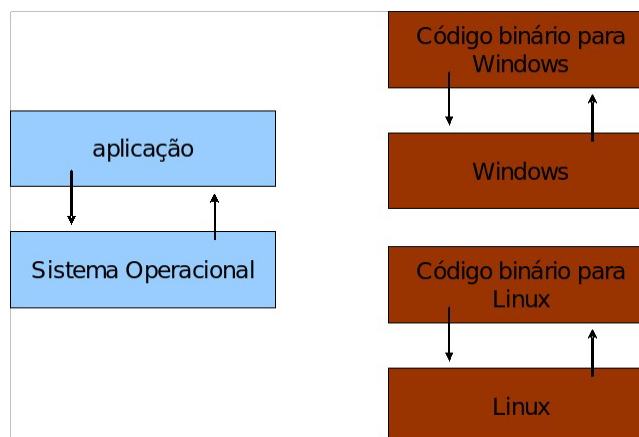 aplicação
Sistema Operacional
Código binário para
Windows
Windows
Código binário para
Linux
Linux